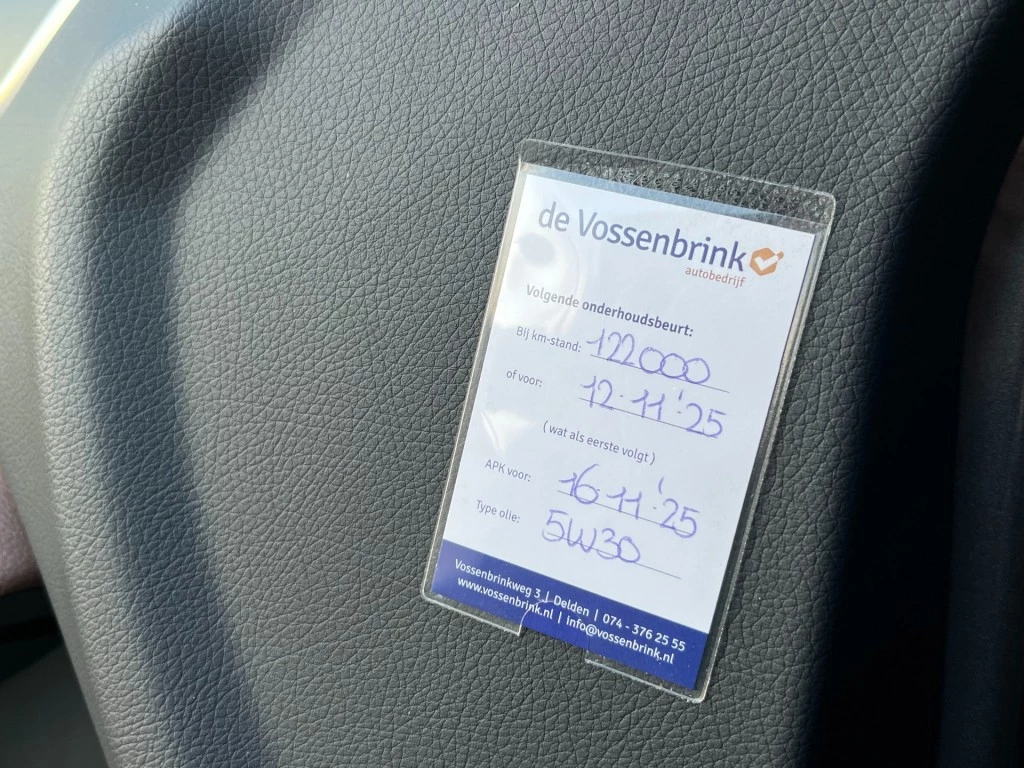 de Vossenbrink
autobedrijf
Volgende onderhoudsbeurt:
Bij km-stand: 122000
of voor: 12-11-'25
(wat als eerste volgt)
APK voor: 16-11-'25
Type olie: 5W30
Vossenbrinkweg 3 | Delden | 074 - 376 25 55
www.vossenbrink.nl | info@vossenbrink.nl